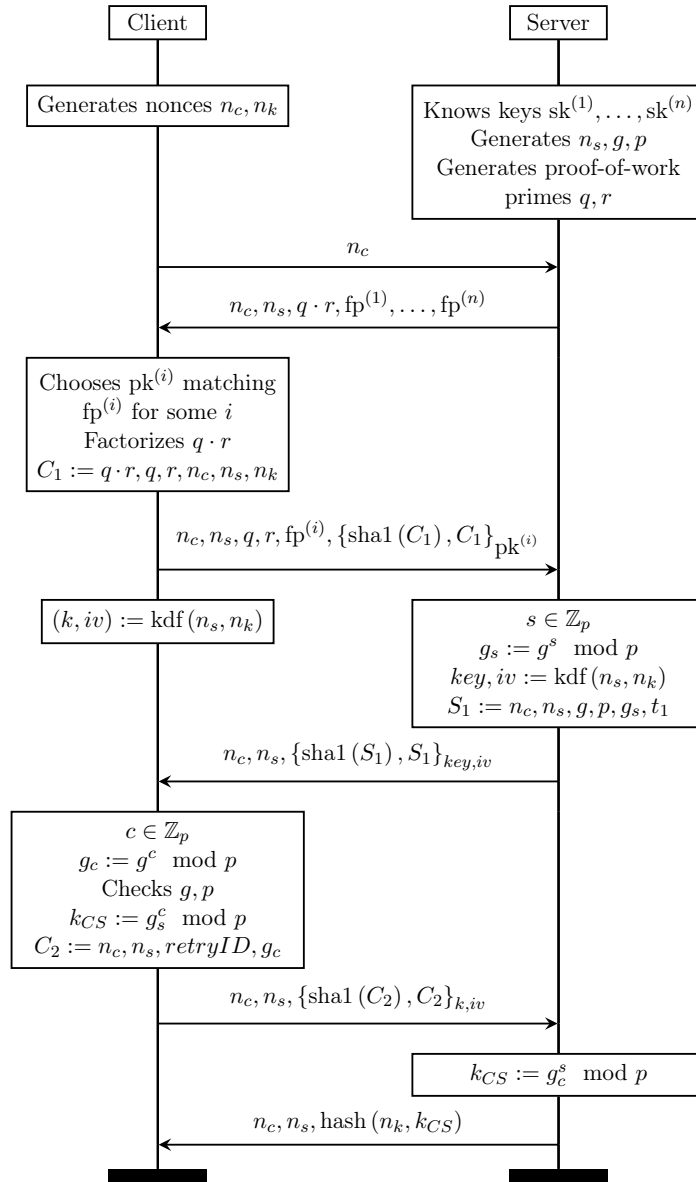 Client
Server
Generates nonces n_c, n_k
Knows keys sk^(1), . . . , sk^(n)
Generates n_s, g, p
Generates proof-of-work
primes q, r
n_c
n_c, n_s, q · r, fp^(1), . . . , fp^(n)
Chooses pk^(i) matching
fp^(i) for some i
Factorizes q · r
C_1 := q · r, q, r, n_c, n_s, n_k
n_c, n_s, q, r, fp^(i), {sha1 (C_1) , C_1}_pk^(i)
(k, iv) := kdf (n_s, n_k)
s ∈ ℤ_p
g_s := g^s mod p
key, iv := kdf (n_s, n_k)
S_1 := n_c, n_s, g, p, g_s, t_1
n_c, n_s, {sha1 (S_1) , S_1}_key,iv
c ∈ ℤ_p
g_c := g^c mod p
Checks g, p
k_CS := g_s^c mod p
C_2 := n_c, n_s, retryID, g_c
n_c, n_s, {sha1 (C_2) , C_2}_k,iv
k_CS := g_c^s mod p
n_c, n_s, hash (n_k, k_CS)